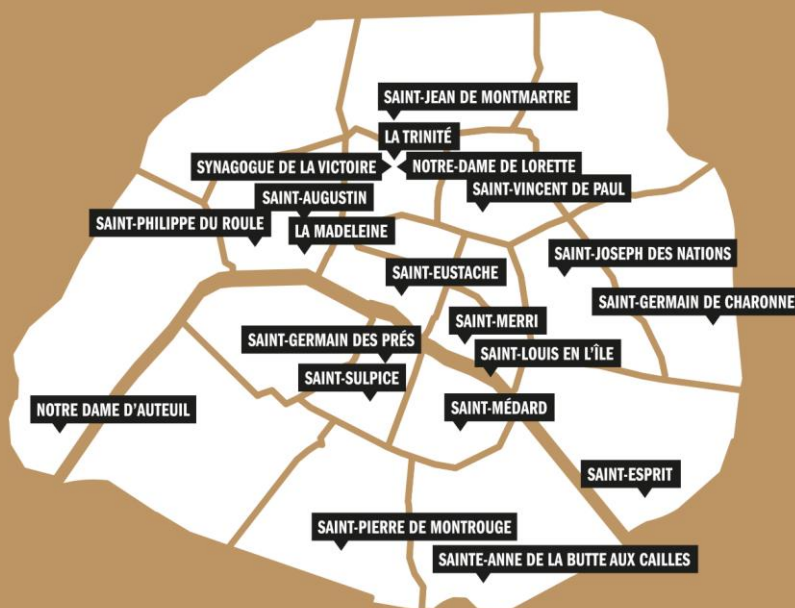 SAINT-JEAN DE MONTMARTRE
LA TRINITÉ
SYNAGOGUE DE LA VICTOIRE
NOTRE-DAME DE LORETTE
SAINT-VINCENT DE PAUL
SAINT-AUGUSTIN
SAINT-PHILIPPE DU ROULE
LA MADELEINE
SAINT-JOSEPH DES NATIONS
SAINT-EUSTACHE
SAINT-GERMAIN DE CHARONNE
SAINT-MERRI
SAINT-GERMAIN DES PRÉS
SAINT-LOUIS EN L'ÎLE
SAINT-SULPICE
NOTRE DAME D'AUTEUIL
SAINT-MÉDARD
SAINT-ESPRIT
SAINT-PIERRE DE MONTROUGE
SAINTE-ANNE DE LA BUTTE AUX CAILLES